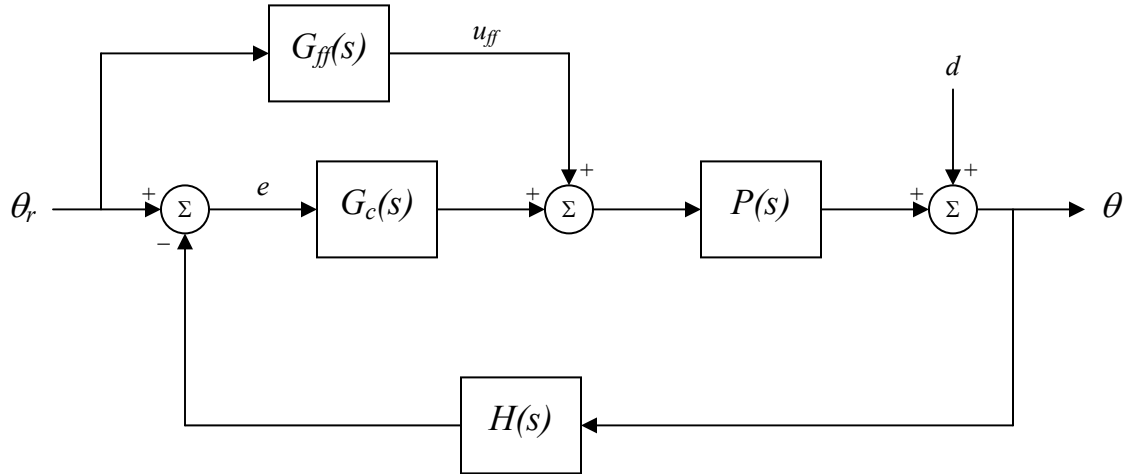 G_ff(s)
u_ff
d
+
+
θ_r
+
Σ
e
G_c(s)
+
Σ
P(s)
+
Σ
θ
−
H(s)